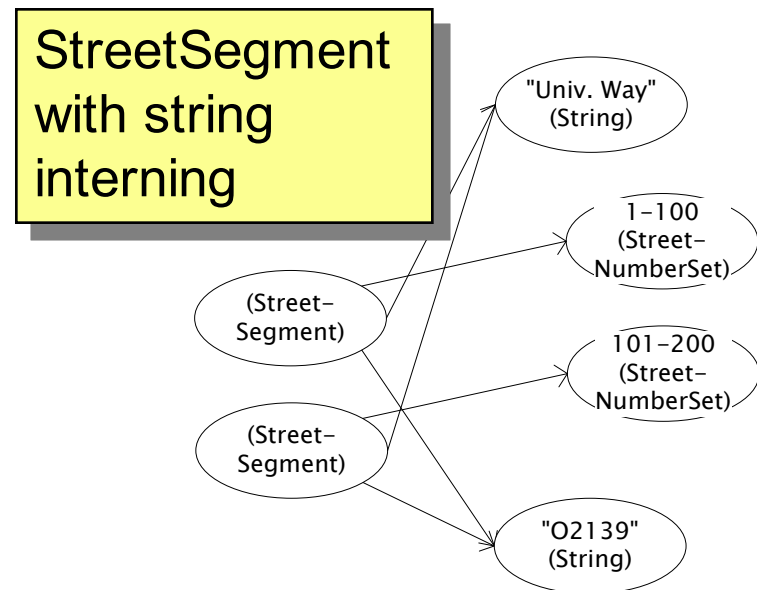 StreetSegment
with string
interning
"Univ. Way"
(String)
1-100
(Street-
NumberSet)
(Street-
Segment)
101-200
(Street-
NumberSet)
(Street-
Segment)
"O2139"
(String)